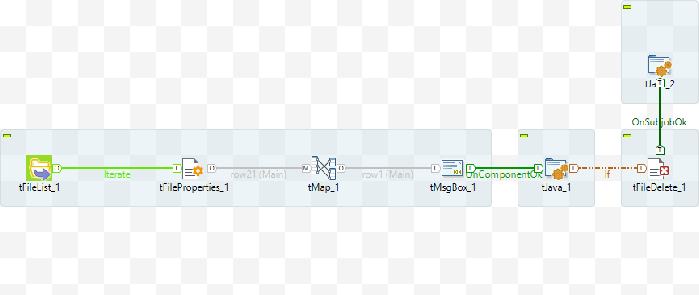 tJava_2
OnSubjobOk
Iterate
row21 (Main)
row1 (Main)
OnComponentOk
If
tFileList_1
tFileProperties_1
tMap_1
tMsgBox_1
tJava_1
tFileDelete_1